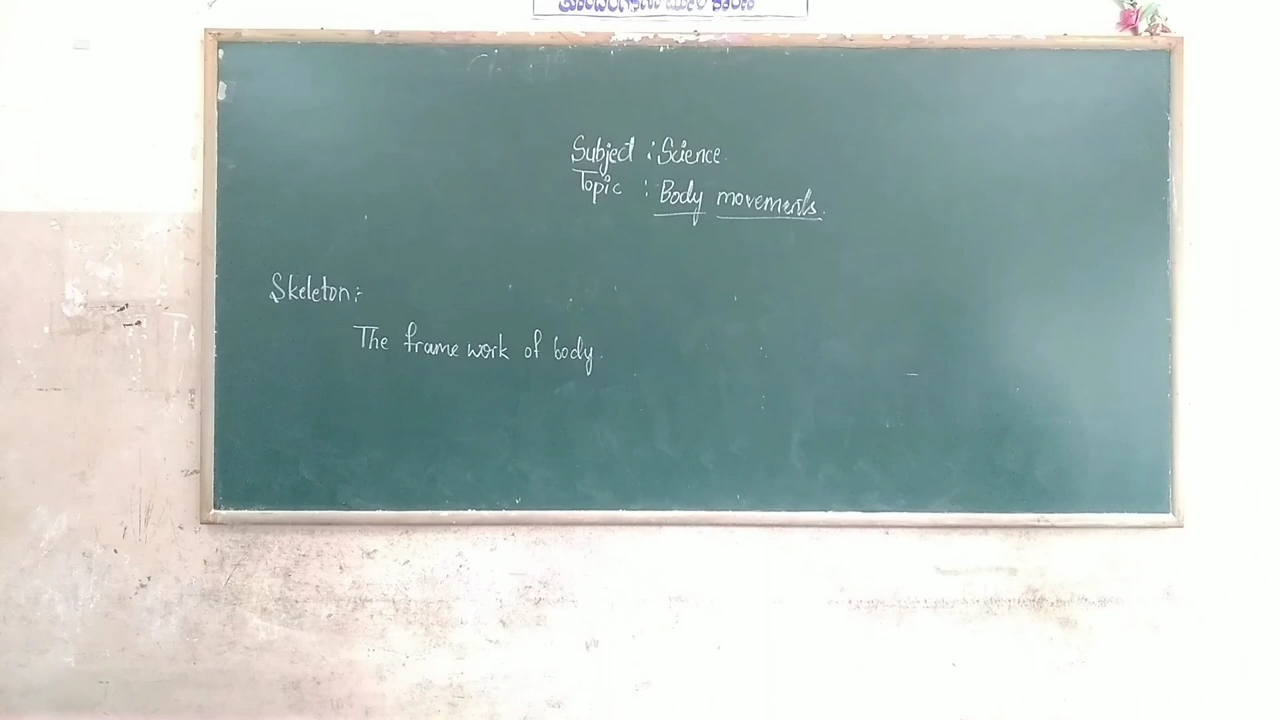 Subject : Science.
Topic : Body movements.
Skeleton:-
The frame work of body.